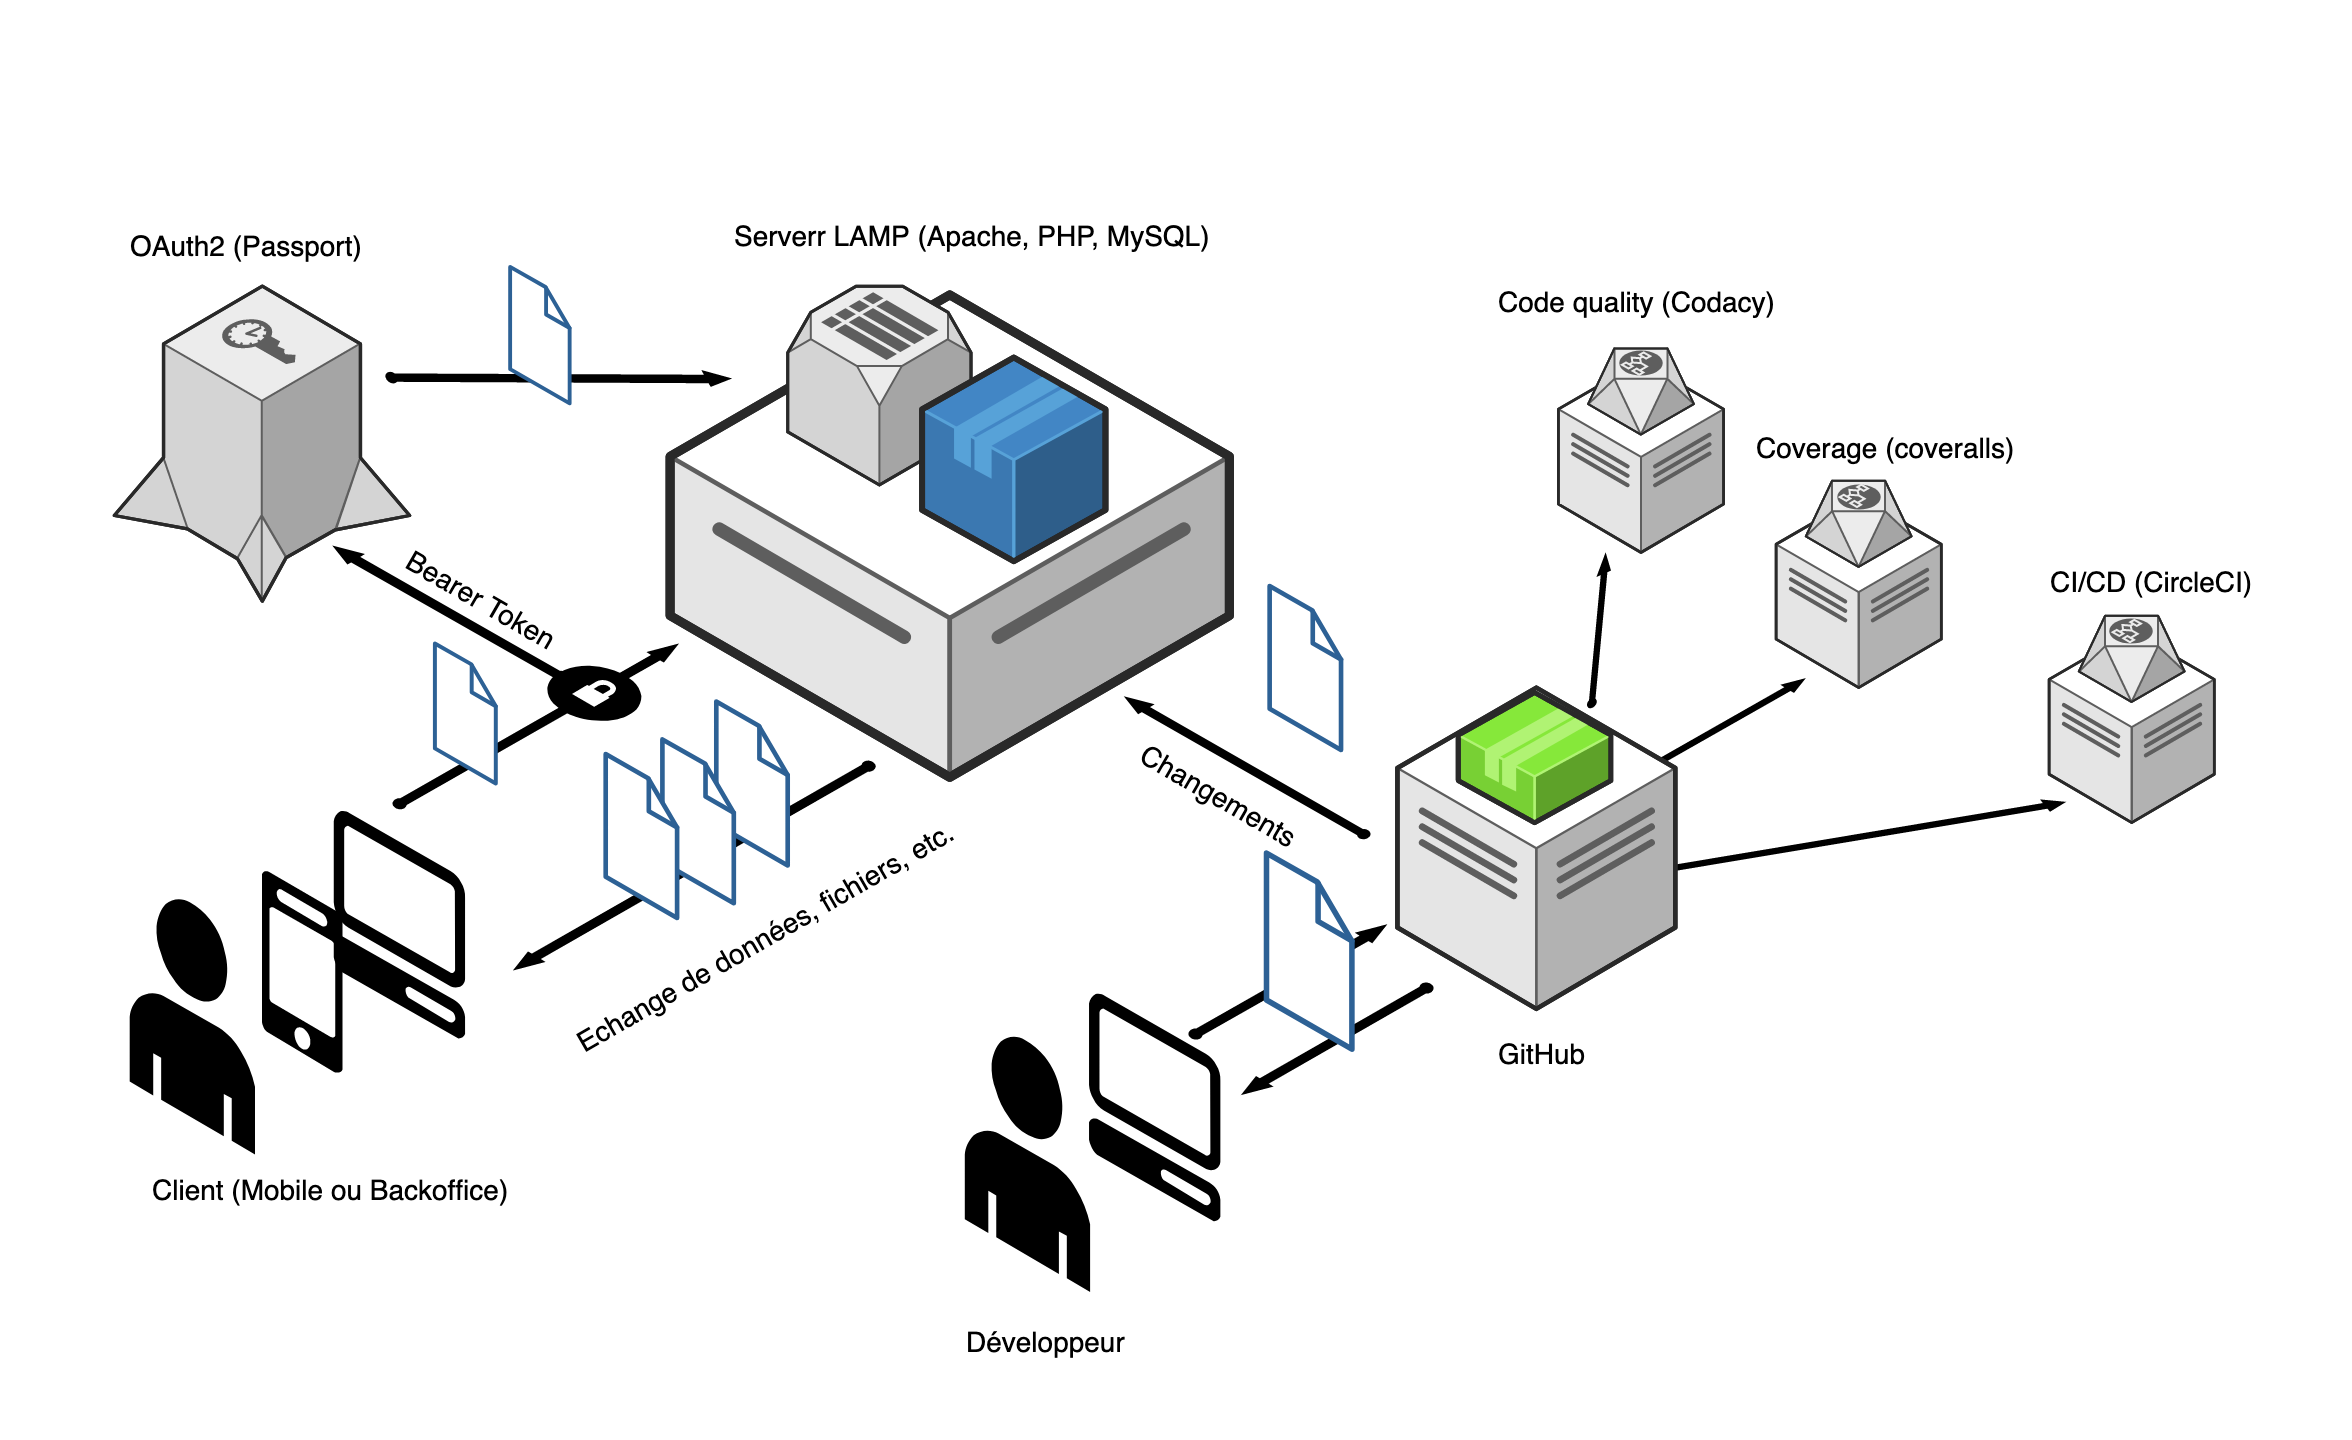 OAuth2 (Passport)
Serverr LAMP (Apache, PHP, MySQL)
Code quality (Codacy)
Coverage (coveralls)
CI/CD (CircleCI)
Bearer Token
Changements
Echange de données, fichiers, etc.
GitHub
Client (Mobile ou Backoffice)
Développeur